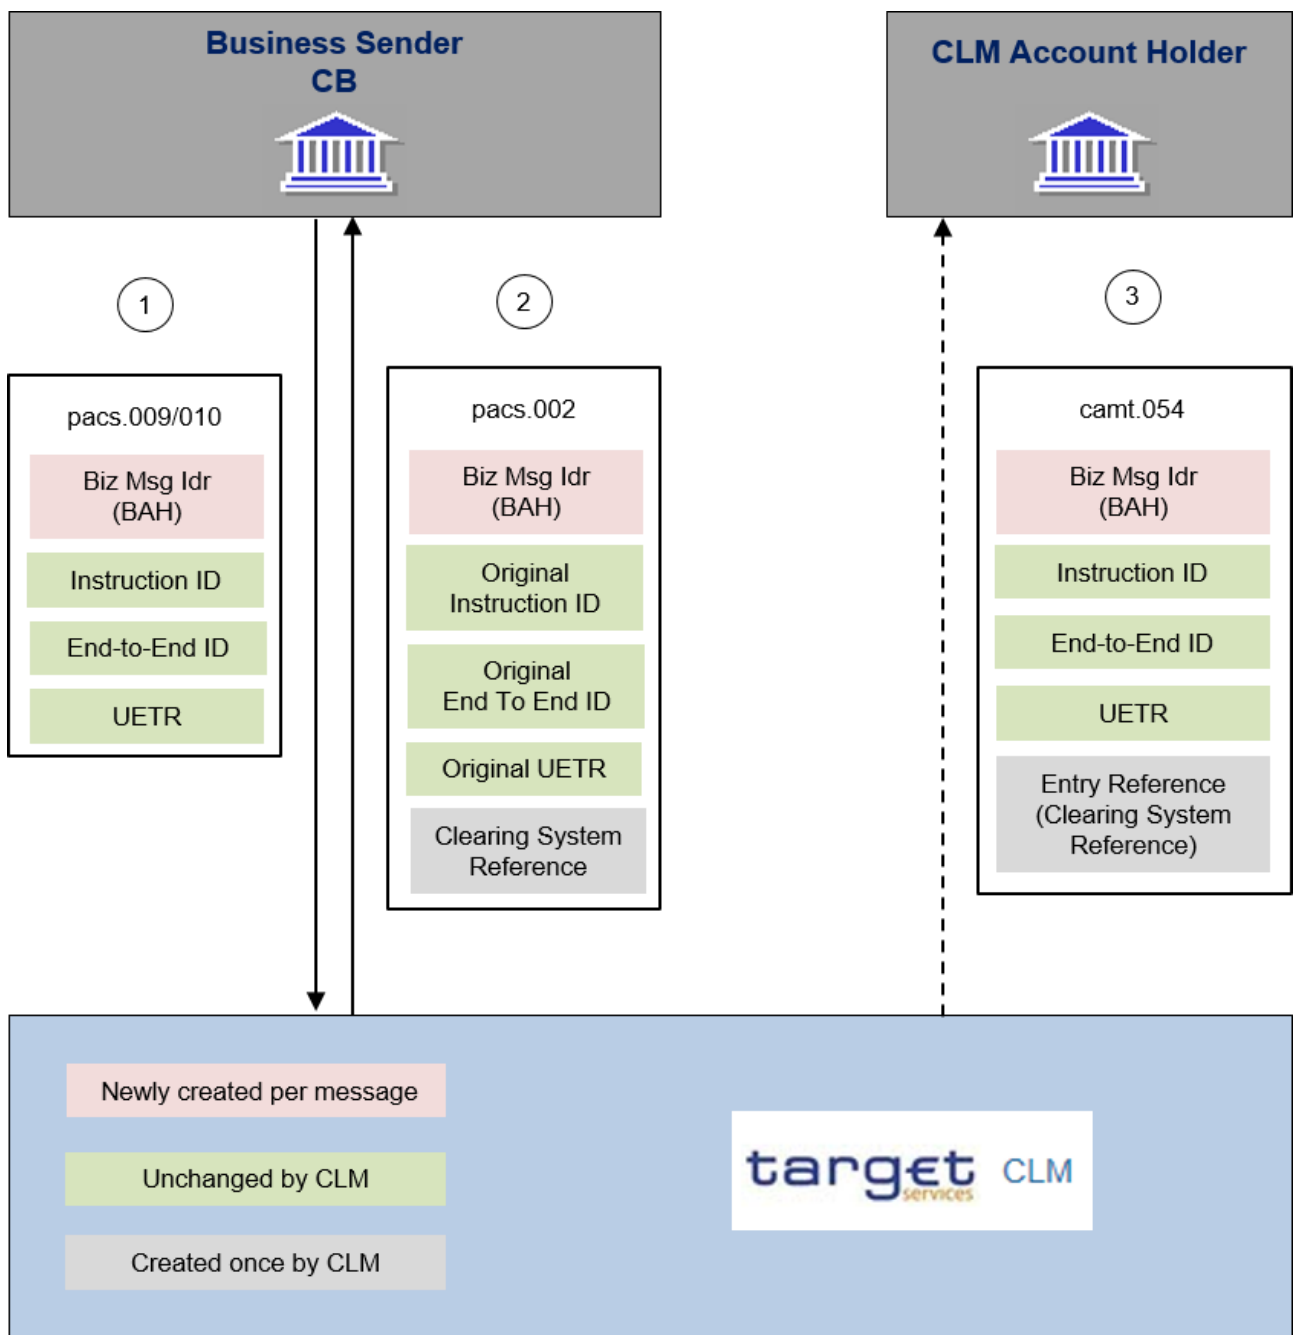 Business Sender
CB
CLM Account Holder
1
2
3
pacs.009/010
Biz Msg Idr
(BAH)
Instruction ID
End-to-End ID
UETR
pacs.002
Biz Msg Idr
(BAH)
Original
Instruction ID
Original
End To End ID
Original UETR
Clearing System
Reference
camt.054
Biz Msg Idr
(BAH)
Instruction ID
End-to-End ID
UETR
Entry Reference
(Clearing System
Reference)
Newly created per message
Unchanged by CLM
Created once by CLM
target
services
CLM